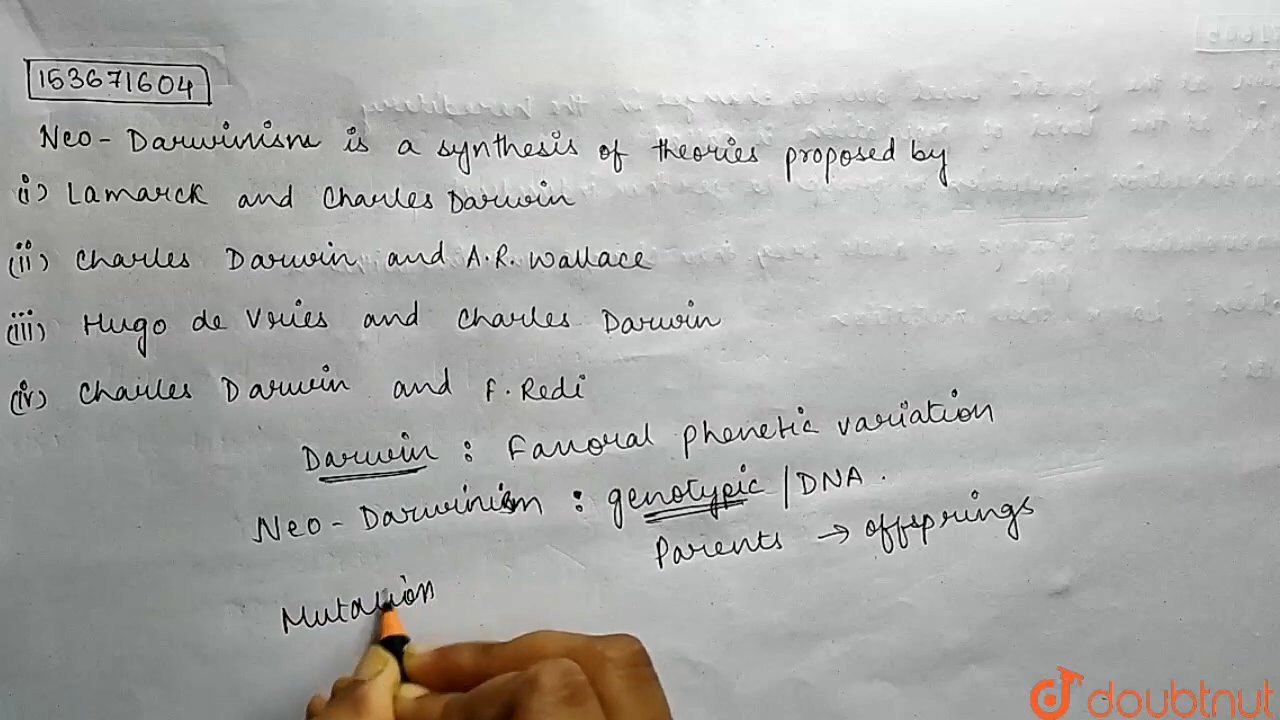 153671604
Neo-Darwinism is a synthesis of theories proposed by
(i) Lamarck and Charles Darwin
(ii) Charles Darwin and A.R. Wallace
(iii) Hugo de Vries and Charles Darwin
(iv) Charles Darwin and F. Redi
Darwin : Favoral phenetic variation
Neo-Darwinism : genotypic / DNA.
Parents → offsprings
Mutation
doubtnut